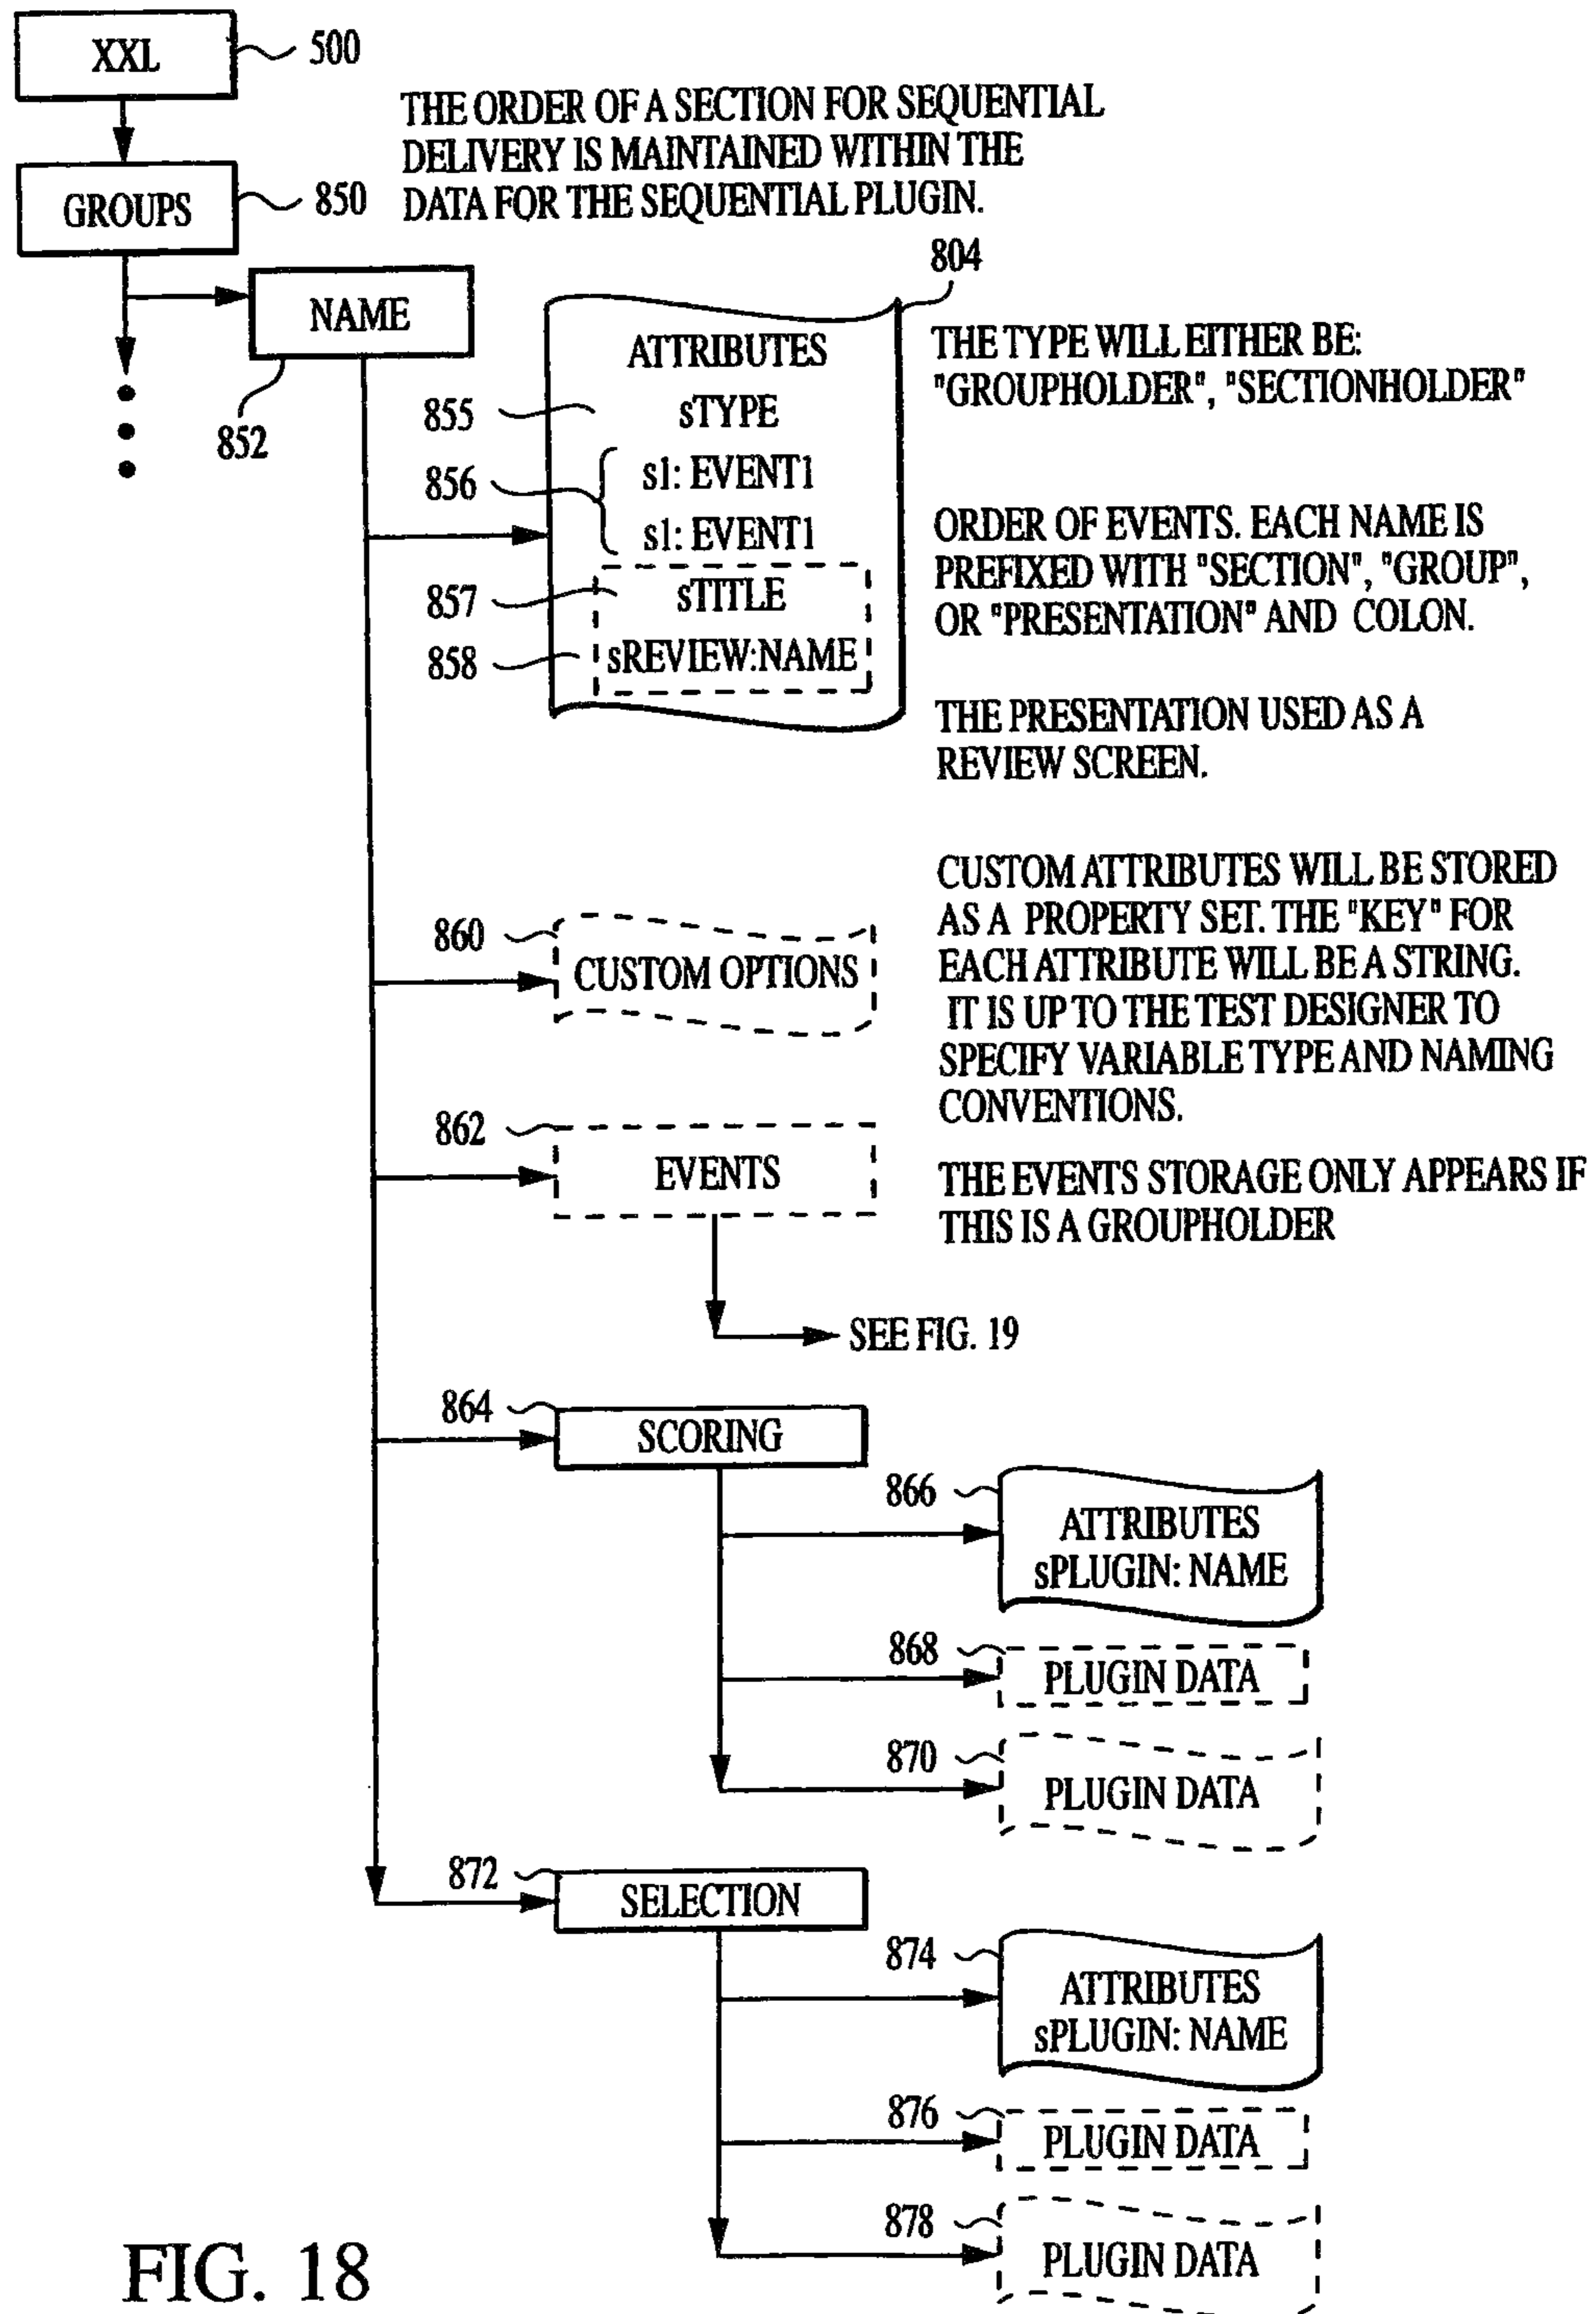 XXL
500
THE ORDER OF A SECTION FOR SEQUENTIAL
DELIVERY IS MAINTAINED WITHIN THE
DATA FOR THE SEQUENTIAL PLUGIN.
GROUPS
850
NAME
852
804
ATTRIBUTES
855
sTYPE
856
s1: EVENT1
s1: EVENT1
857
sTITLE
858
sREVIEW:NAME
THE TYPE WILL EITHER BE:
"GROUPHOLDER", "SECTIONHOLDER"
ORDER OF EVENTS. EACH NAME IS
PREFIXED WITH "SECTION", "GROUP",
OR "PRESENTATION" AND COLON.
THE PRESENTATION USED AS A
REVIEW SCREEN.
860
CUSTOM OPTIONS
CUSTOM ATTRIBUTES WILL BE STORED
AS A PROPERTY SET. THE "KEY" FOR
EACH ATTRIBUTE WILL BE A STRING.
IT IS UP TO THE TEST DESIGNER TO
SPECIFY VARIABLE TYPE AND NAMING
CONVENTIONS.
862
EVENTS
THE EVENTS STORAGE ONLY APPEARS IF
THIS IS A GROUPHOLDER
SEE FIG. 19
864
SCORING
866
ATTRIBUTES
sPLUGIN: NAME
868
PLUGIN DATA
870
PLUGIN DATA
872
SELECTION
874
ATTRIBUTES
sPLUGIN: NAME
876
PLUGIN DATA
878
PLUGIN DATA
FIG. 18